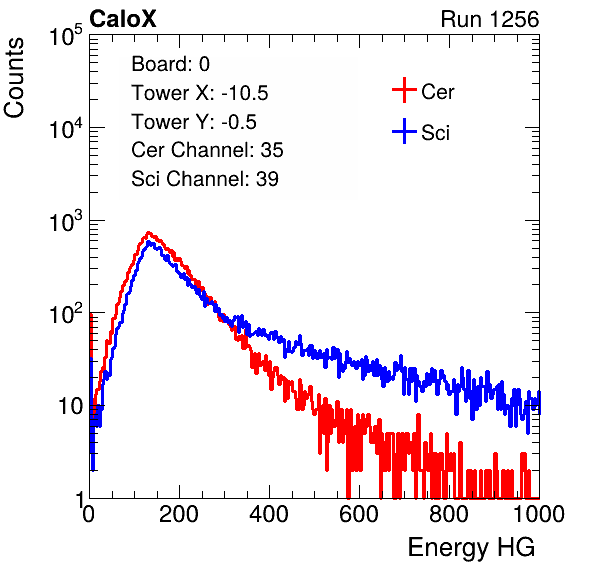 CaloX
Run 1256
Counts
Board: 0
Tower X: -10.5
Tower Y: -0.5
Cer Channel: 35
Sci Channel: 39
Cer
Sci
10^5
10^4
10^3
10^2
10
1
0 200 400 600 800 1000
Energy HG